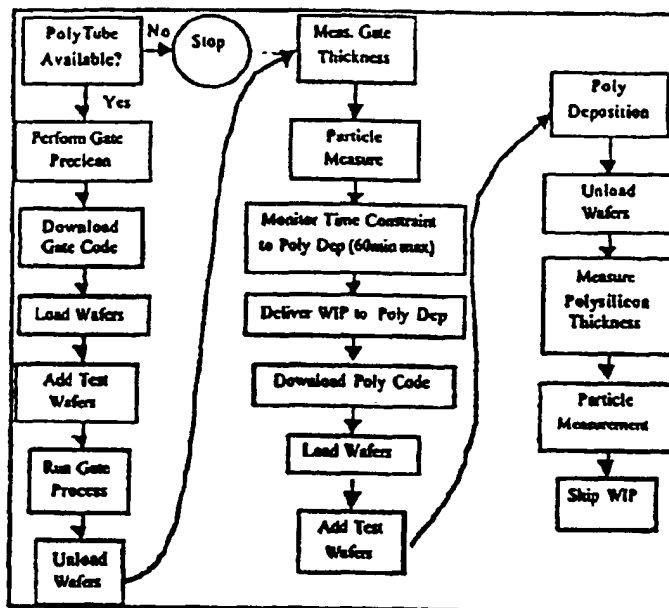 Poly Tube
Available?
No
Stop
Yes
Perform Gate
Preclean
Download
Gate Code
Load Wafers
Add Test
Wafers
Run Gate
Process
Unload
Wafers
Meas. Gate
Thickness
Particle
Measure
Monitor Time Constraint
to Poly Dep (60min max)
Deliver WIP to Poly Dep
Download Poly Code
Load Wafers
Add Test
Wafers
Poly
Deposition
Unload
Wafers
Measure
Polysilicon
Thickness
Particle
Measurement
Skip WIP